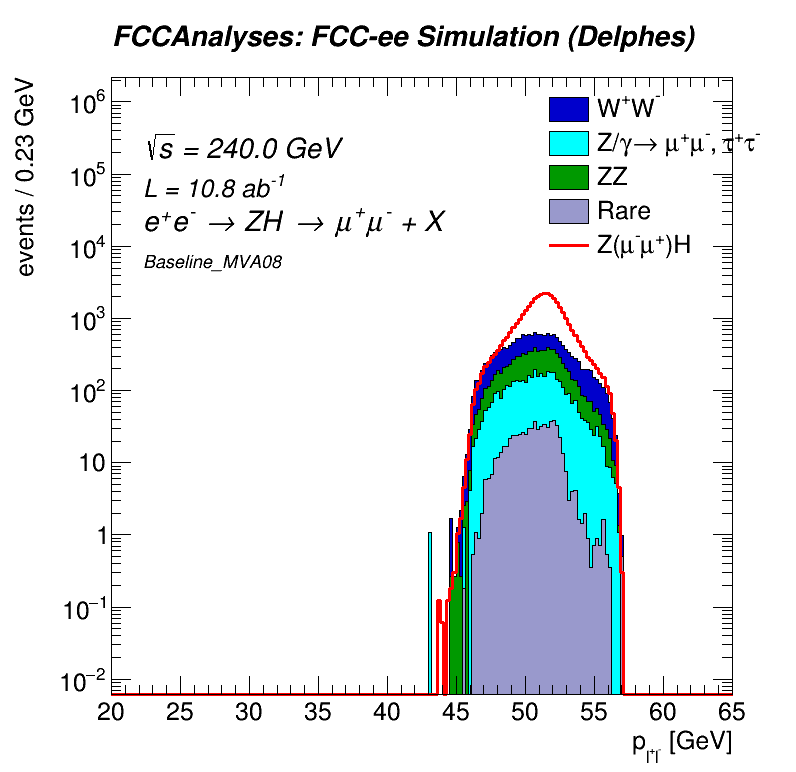 FCCAnalyses: FCC-ee Simulation (Delphes)
events / 0.23 GeV
10⁶
10⁵
10⁴
10³
10²
10
1
10⁻¹
10⁻²
√s = 240.0 GeV
L = 10.8 ab⁻¹
e⁺e⁻ → ZH → μ⁺μ⁻ + X
Baseline_MVA08
W⁺W⁻
Z/γ→ μ⁺μ⁻, τ⁺τ⁻
ZZ
Rare
Z(μ⁻μ⁺)H
20 25 30 35 40 45 50 55 60 65
p_l⁺l⁻ [GeV]